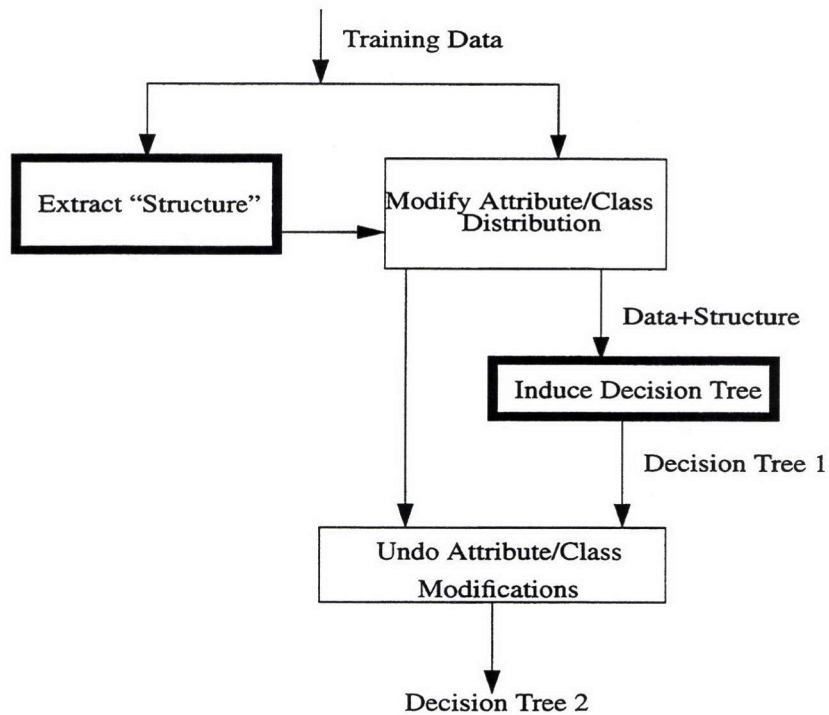 Training Data
Extract “Structure”
Modify Attribute/Class
Distribution
Data+Structure
Induce Decision Tree
Decision Tree 1
Undo Attribute/Class
Modifications
Decision Tree 2